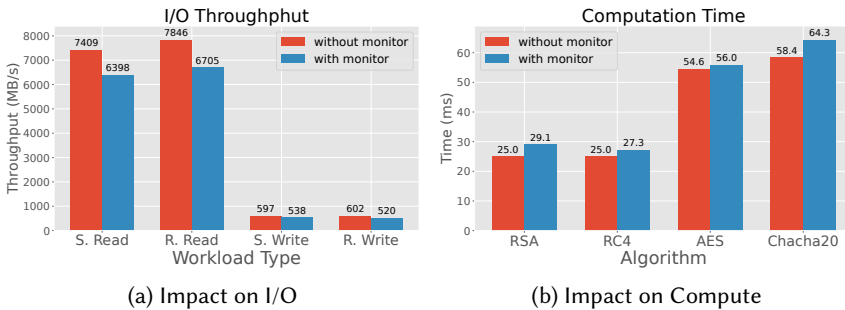 I/O Throughphut
8000
7000
6000
5000
4000
3000
2000
1000
0
Throughput (MB/s)
7409
6398
7846
6705
597
538
602
520
without monitor
with monitor
S. Read
R. Read
S. Write
R. Write
Workload Type
(a) Impact on I/O
Computation Time
60
50
40
30
20
10
0
Time (ms)
without monitor
with monitor
25.0
29.1
25.0
27.3
54.6
56.0
58.4
64.3
RSA
RC4
AES
Chacha20
Algorithm
(b) Impact on Compute